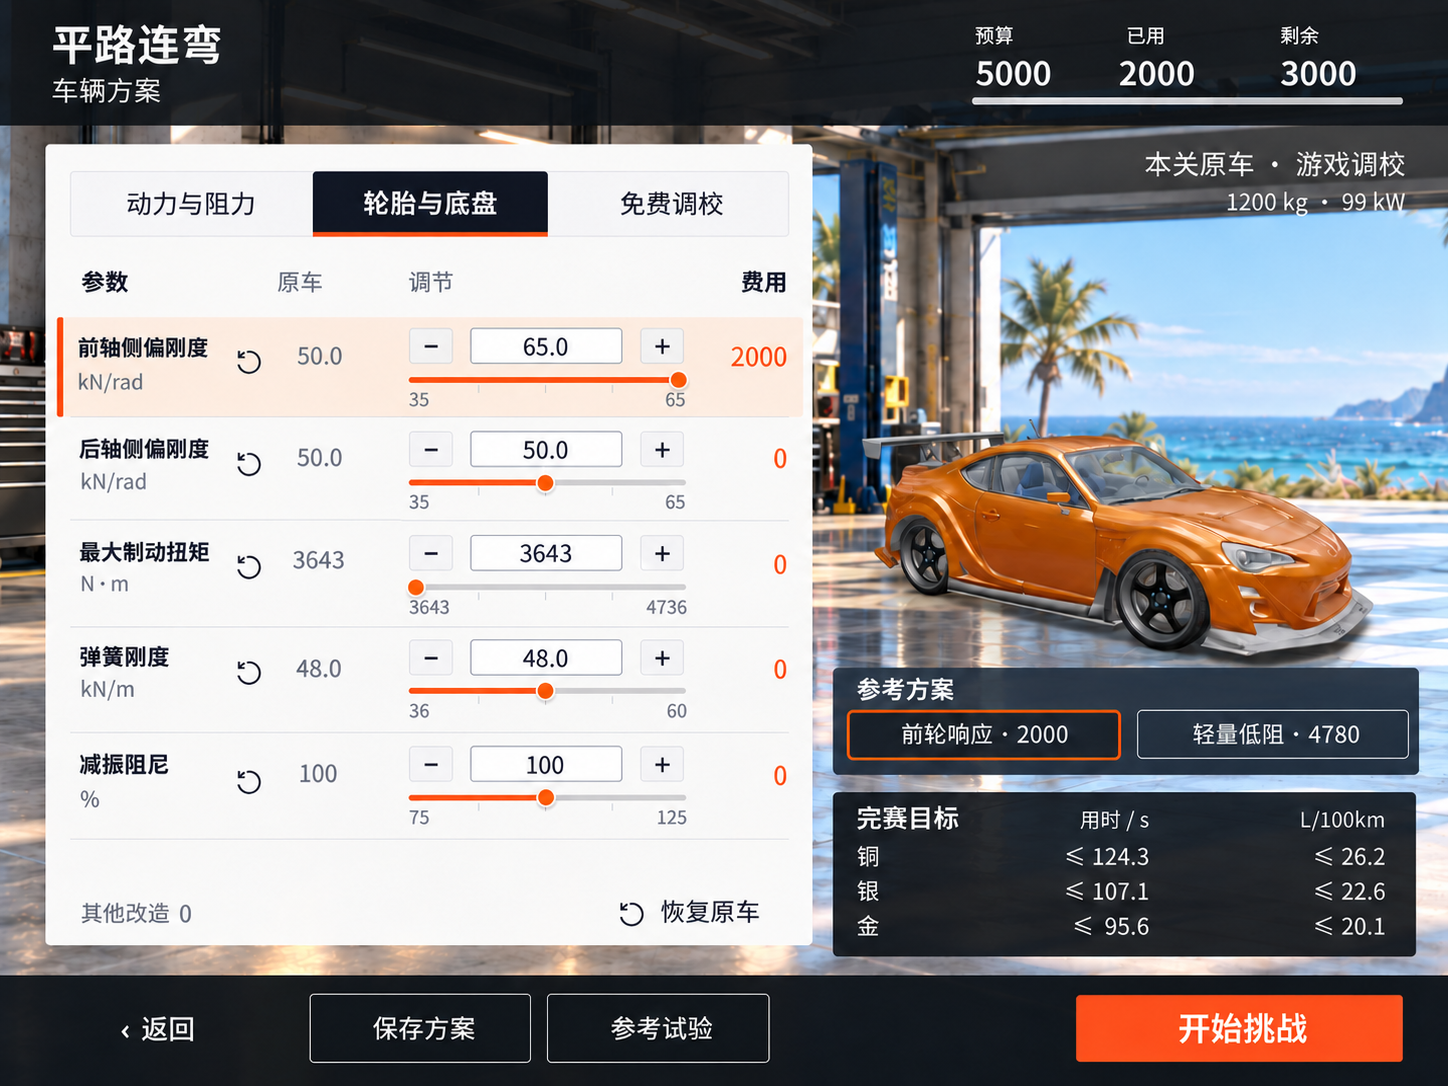 平路连弯
车辆方案
预算 已用 剩余
5000 2000 3000
本关原车 · 游戏调校
1200 kg · 99 kW
动力与阻力 轮胎与底盘 免费调校
参数 原车 调节 费用
前轴侧偏刚度 50.0 − 65.0 + 2000
kN/rad
35 65
后轴侧偏刚度 50.0 − 50.0 + 0
kN/rad
35 65
最大制动扭矩 3643 − 3643 + 0
N·m
3643 4736
弹簧刚度 48.0 − 48.0 + 0
kN/m
36 60
减振阻尼 100 − 100 + 0
%
75 125
其他改造 0 恢复原车
参考方案
前轮响应·2000 轻量低阻·4780
完赛目标 用时 / s L/100km
铜 ≤ 124.3 ≤ 26.2
银 ≤ 107.1 ≤ 22.6
金 ≤ 95.6 ≤ 20.1
‹ 返回 保存方案 参考试验 开始挑战